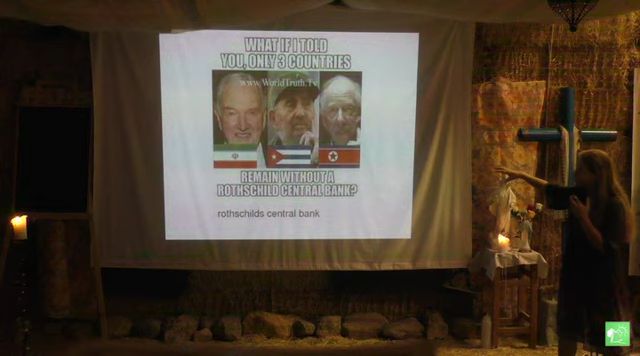 WHAT IF I TOLD
YOU, ONLY 3 COUNTRIES
www.WorldTruth.Tv
REMAIN WITHOUT A
ROTHSCHILD CENTRAL BANK?
rothschilds central bank